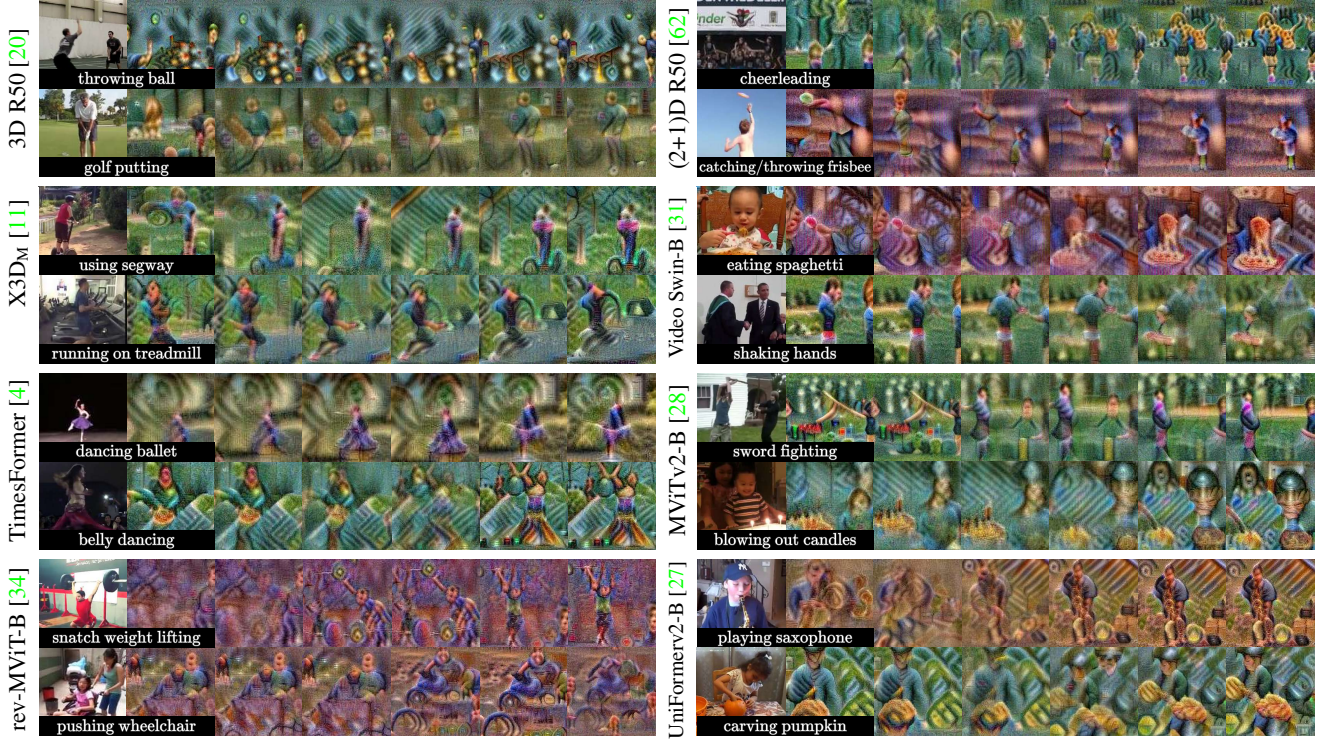 3D R50 [20]
throwing ball
golf putting
(2+1)D R50 [62]
nder
cheerleading
catching/throwing frisbee
X3DM [11]
using segway
running on treadmill
Video Swin-B [31]
eating spaghetti
shaking hands
TimesFormer [4]
dancing ballet
belly dancing
MViTv2-B [28]
sword fighting
blowing out candles
rev-MViT-B [34]
snatch weight lifting
pushing wheelchair
UniFormerv2-B [27]
playing saxophone
carving pumpkin